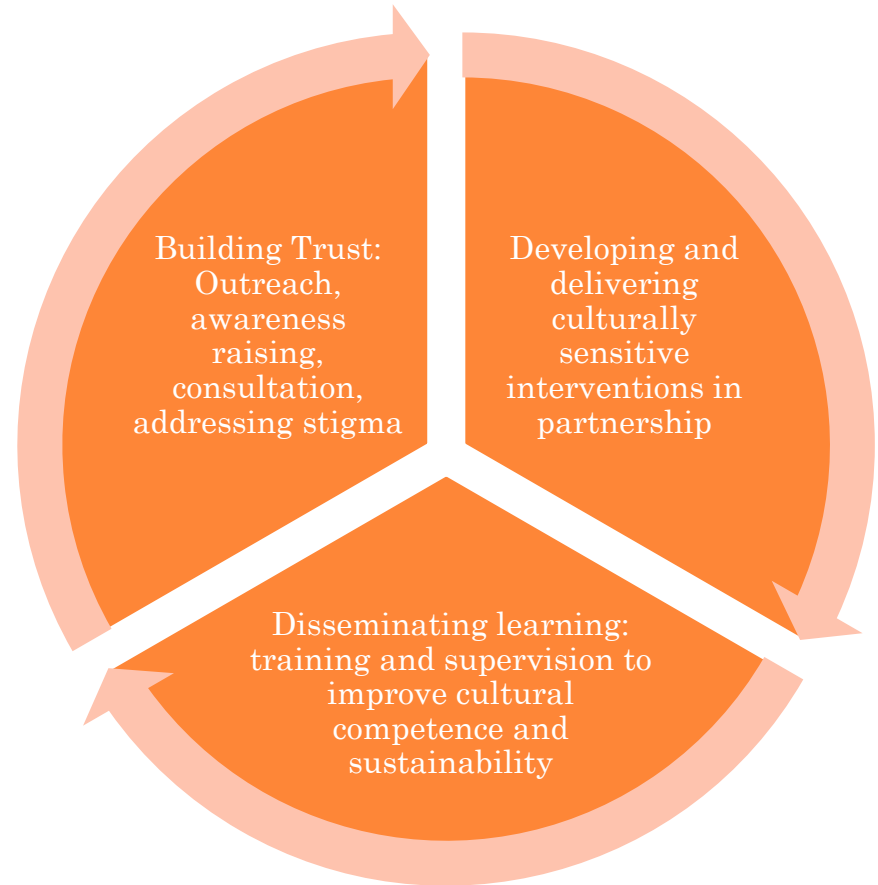 Building Trust:
Outreach,
awareness
raising,
consultation,
addressing stigma
Developing and
delivering
culturally
sensitive
interventions in
partnership
Disseminating learning:
training and supervision to
improve cultural
competence and
sustainability